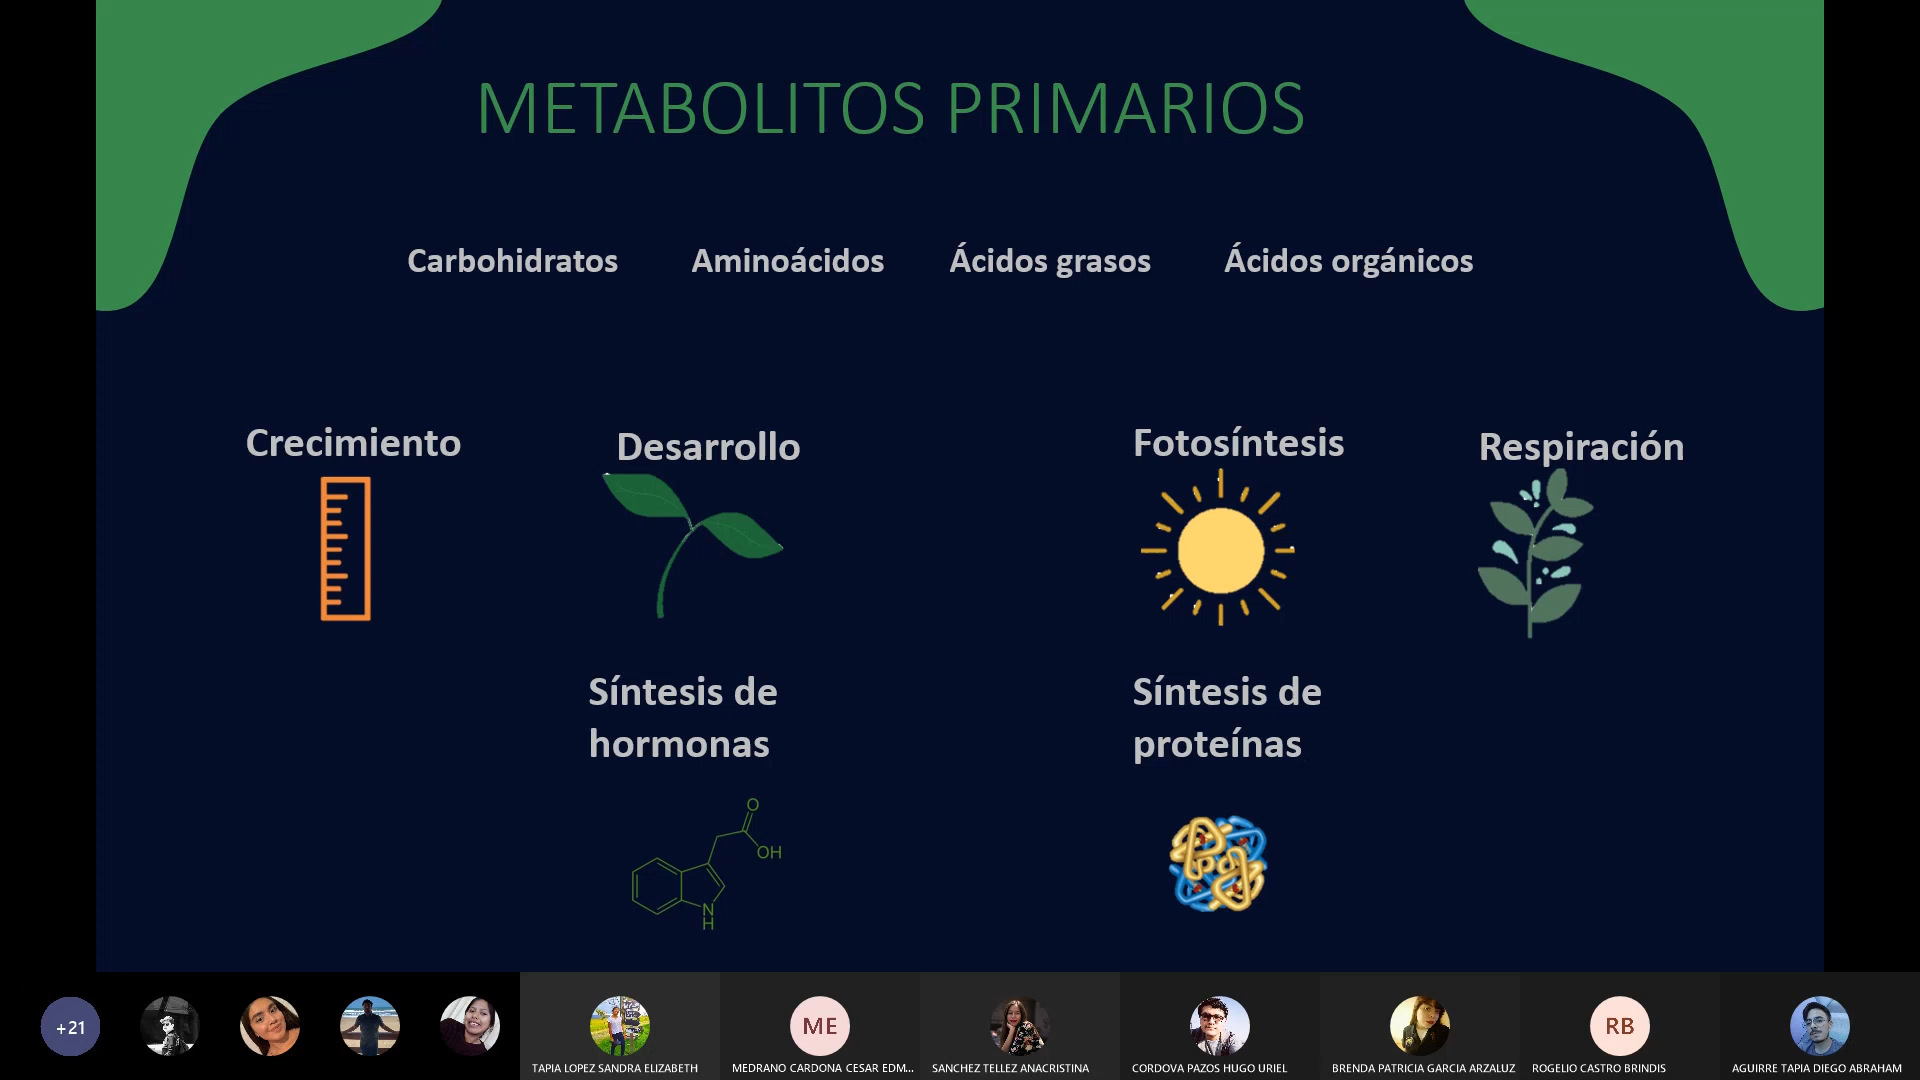 METABOLITOS PRIMARIOS
Carbohidratos Aminoácidos Ácidos grasos Ácidos orgánicos
Crecimiento Desarrollo Fotosíntesis Respiración
Síntesis de
hormonas
Síntesis de
proteínas
O
OH
N
H
+21
ME
RB
TAPIA LOPEZ SANDRA ELIZABETH
MEDRANO CARDONA CESAR EDM...
SANCHEZ TELLEZ ANACRISTINA
CORDOVA PAZOS HUGO URIEL
BRENDA PATRICIA GARCIA ARZALUZ
ROGELIO CASTRO BRINDIS
AGUIRRE TAPIA DIEGO ABRAHAM